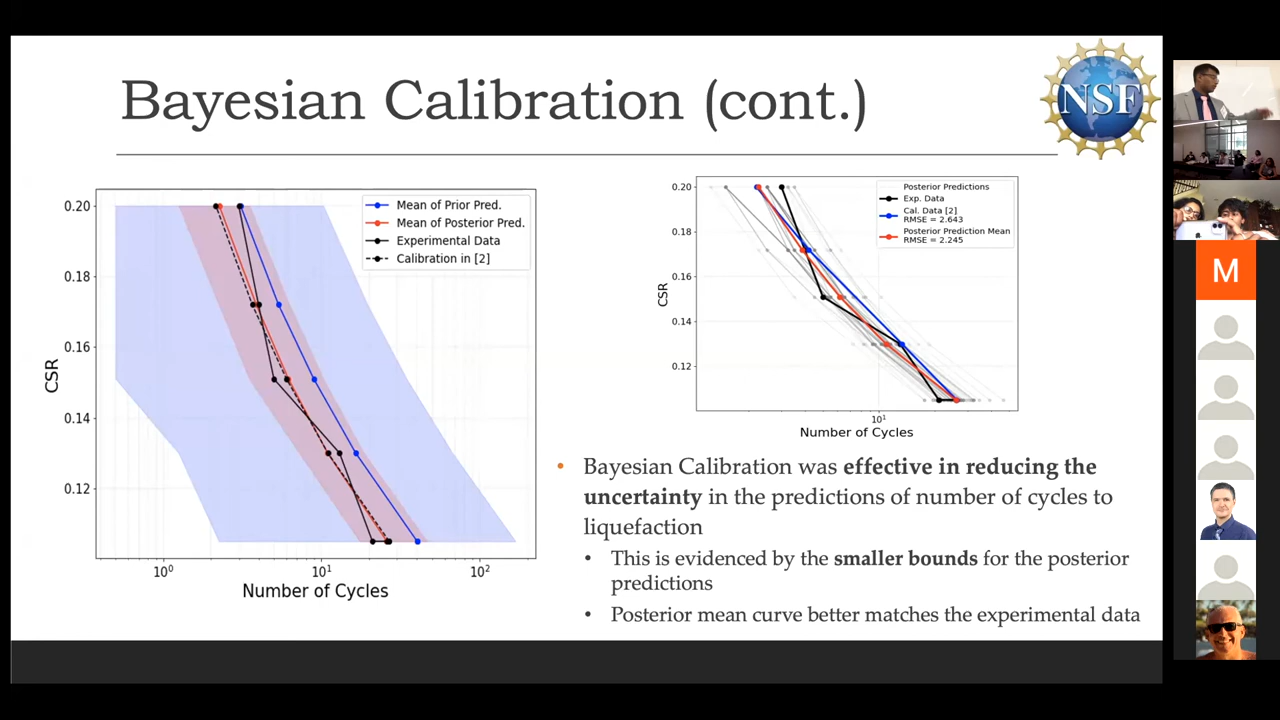 Bayesian Calibration (cont.)
NSF
Mean of Prior Pred.
Mean of Posterior Pred.
Experimental Data
Calibration in [2]
0.20
0.18
0.16
0.14
0.12
CSR
10⁰
10¹
10²
Number of Cycles
Posterior Predictions
Exp. Data
Cal. Data [2]
RMSE = 2.643
Posterior Prediction Mean
RMSE = 2.245
0.20
0.18
0.16
0.14
0.12
CSR
10¹
Number of Cycles
• Bayesian Calibration was effective in reducing the
uncertainty in the predictions of number of cycles to
liquefaction
• This is evidenced by the smaller bounds for the posterior
predictions
• Posterior mean curve better matches the experimental data
M